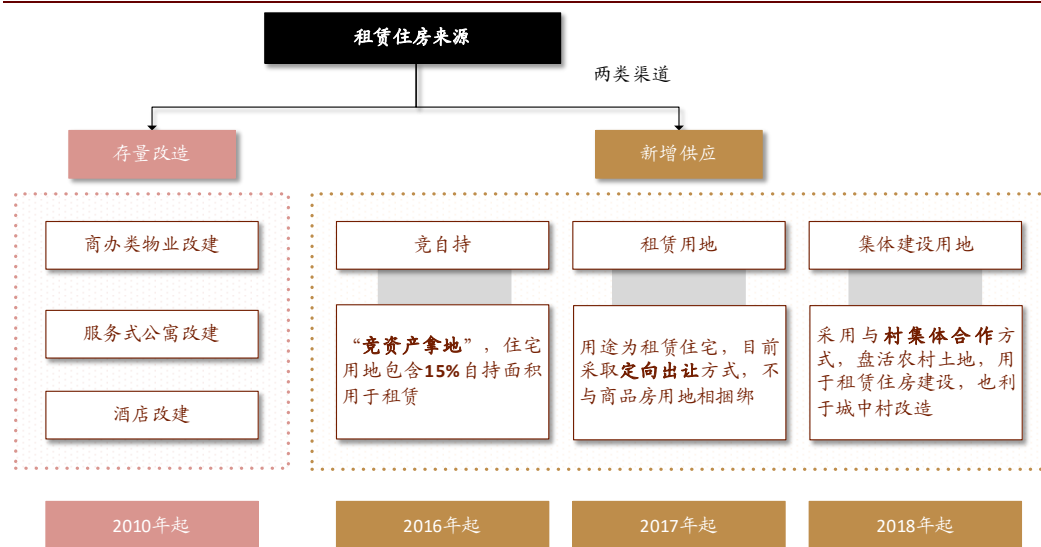 租赁住房来源
两类渠道
存量改造
新增供应
商办类物业改建
服务式公寓改建
酒店改建
竞自持
租赁用地
集体建设用地
“竞资产拿地”，住宅
用地包含15%自持面积
用于租赁
用途为租赁住宅，目前
采取定向出让方式，不
与商品房用地相捆绑
采用与村集体合作方
式，盘活农村土地，用
于租赁住房建设，也利
于城中村改造
2010年起
2016年起
2017年起
2018年起